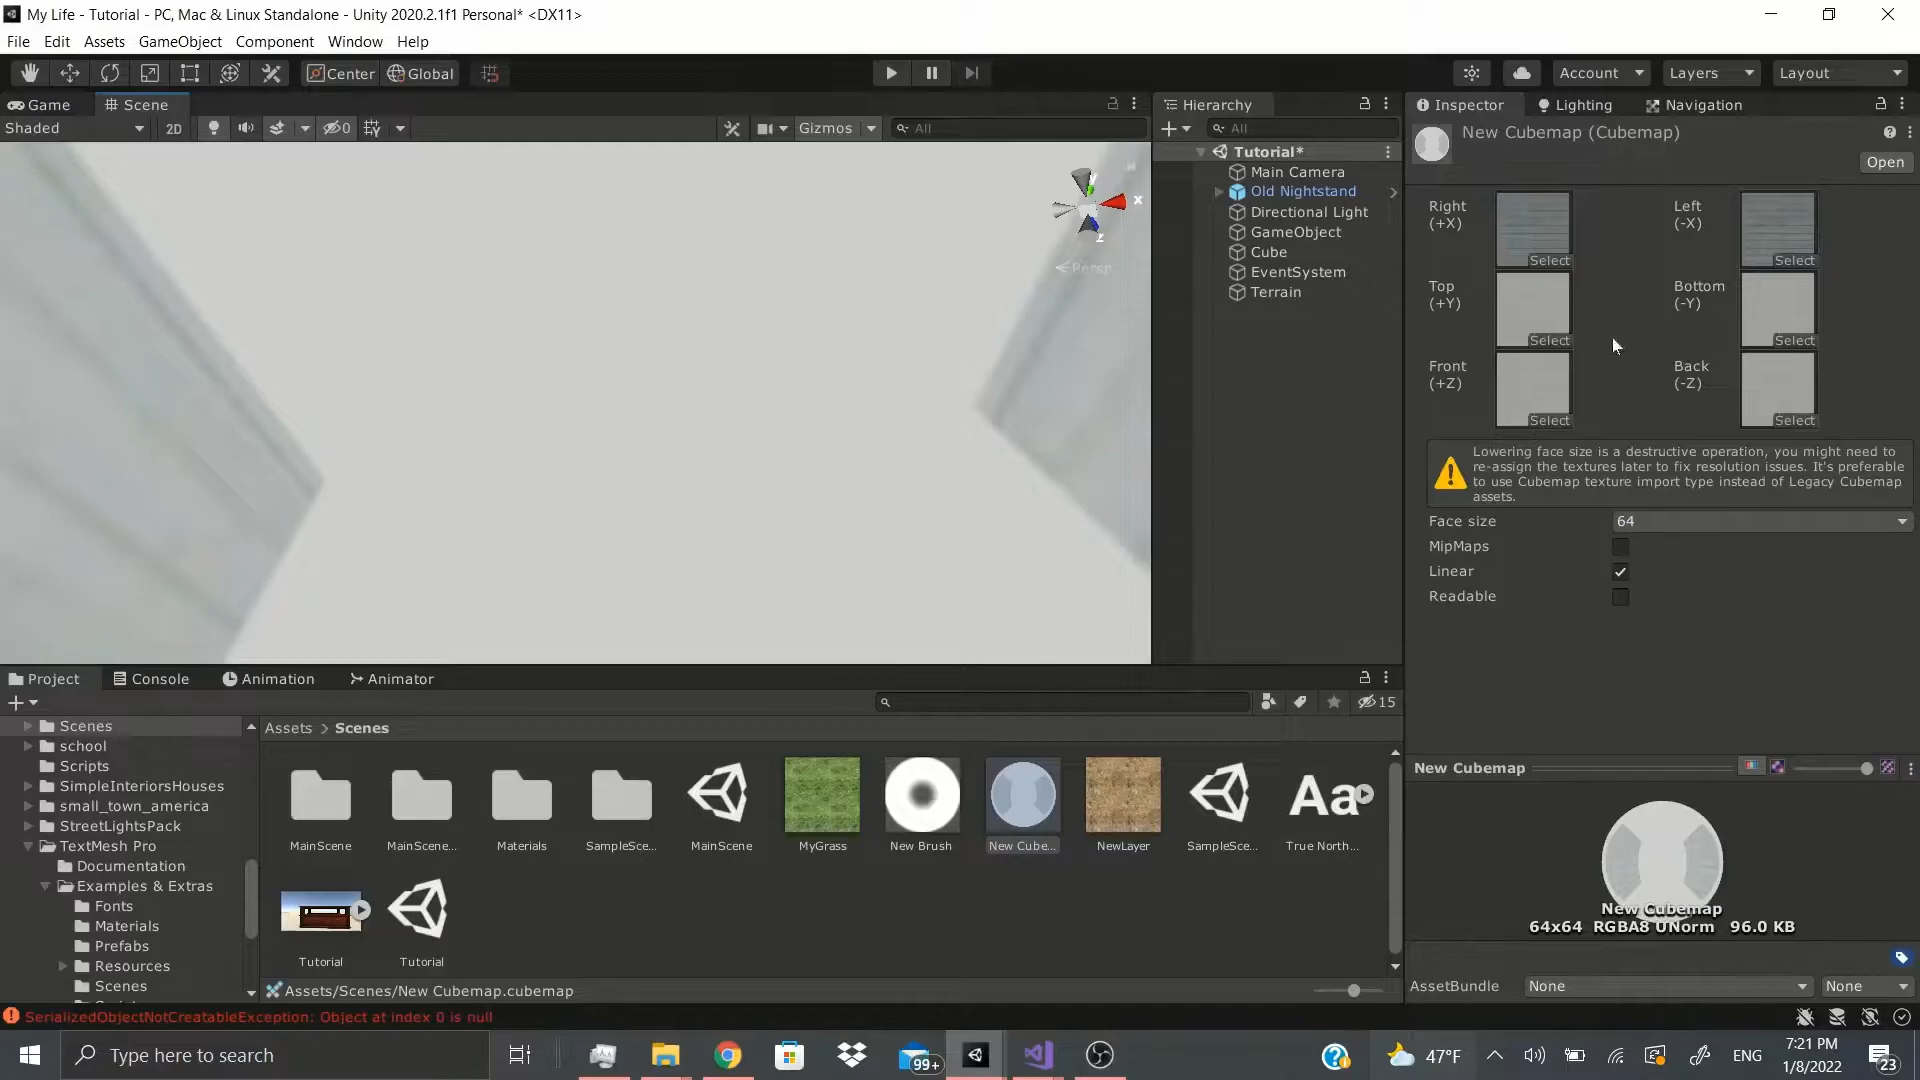 My Life - Tutorial - PC, Mac & Linux Standalone - Unity 2020.2.1f1 Personal* <DX11>
File Edit Assets GameObject Component Window Help
Center Global Account Layers Layout
Game Scene
Shaded 2D 0 Gizmos All
x
y
z
Persp
Hierarchy
All
Tutorial*
Main Camera
Old Nightstand
Directional Light
GameObject
Cube
EventSystem
Terrain
Inspector Lighting Navigation
New Cubemap (Cubemap)
Open
Right (+X) Select Left (-X) Select
Top (+Y) Select Bottom (-Y) Select
Front (+Z) Select Back (-Z) Select
Lowering face size is a destructive operation, you might need to
re-assign the textures later to fix resolution issues. It's preferable
to use Cubemap texture import type instead of Legacy Cubemap
assets.
Face size 64
MipMaps
Linear
Readable
Project Console Animation Animator
15
Scenes
school
Scripts
SimpleInteriorsHouses
small_town_america
StreetLightsPack
TextMesh Pro
Documentation
Examples & Extras
Fonts
Materials
Prefabs
Resources
Scenes
Assets > Scenes
Aa
MainScene MainScene... Materials SampleSce... MainScene MyGrass New Brush New Cube... NewLayer SampleSce... True North...
Tutorial Tutorial
Assets/Scenes/New Cubemap.cubemap
New Cubemap
New Cubemap
64x64 RGBA8 UNorm 96.0 KB
AssetBundle None None
SerializedObjectNotCreatableException: Object at index 0 is null
Type here to search
99+
47°F
ENG
7:21 PM
1/8/2022
23